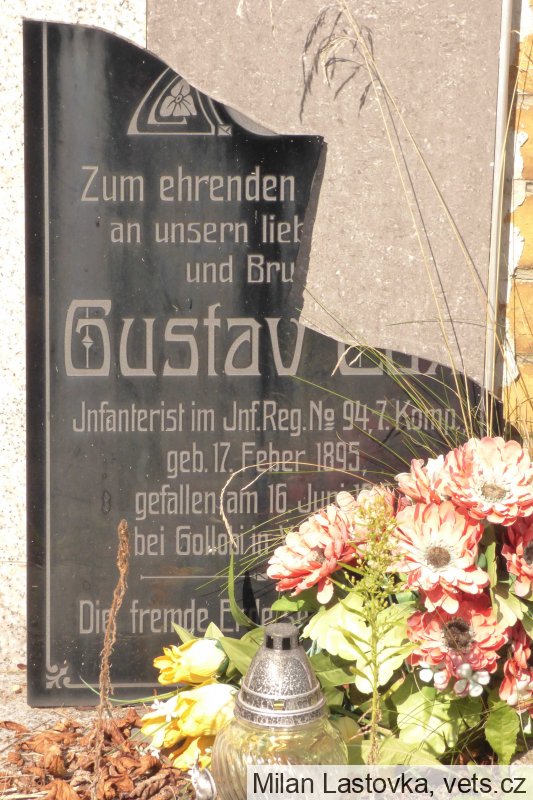 Zum ehrenden
an unsern lieb
und Bru
Gustav
Jnfanterist im Jnf. Reg. No 94, 7. Komp.
geb. 17. Feber 1895,
gefallen am 16. Juni
bei in
Die fremde
Milan Lastovka, vets.cz